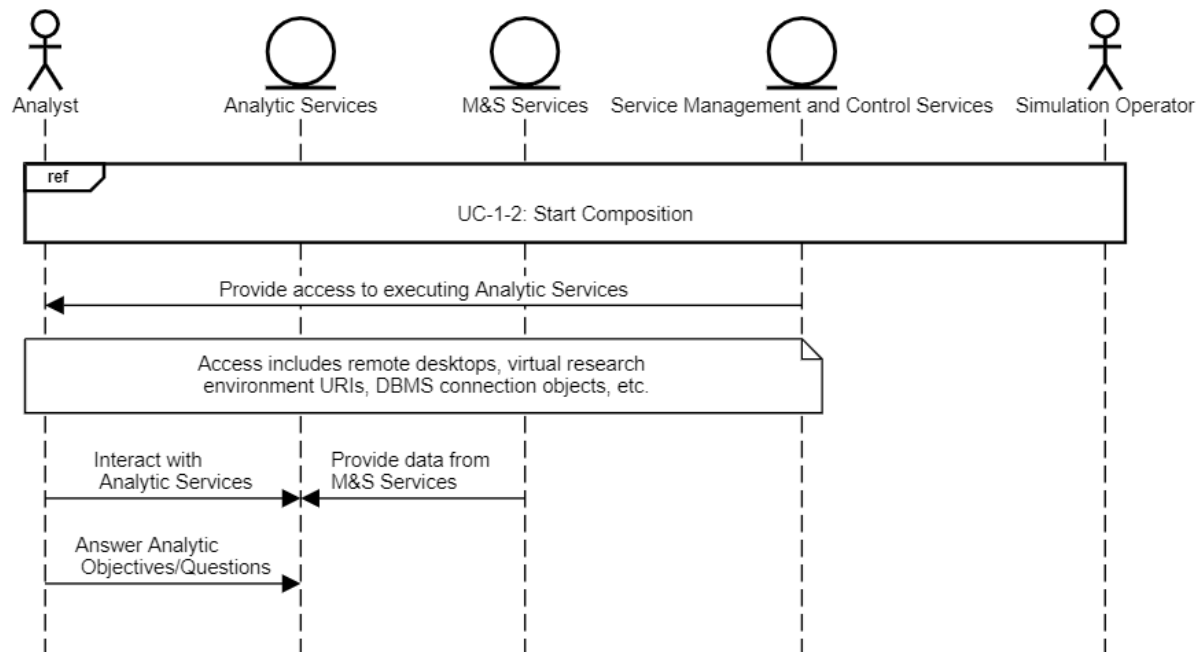 Analyst
Analytic Services
M&S Services
Service Management and Control Services
Simulation Operator
ref
UC-1-2: Start Composition
Provide access to executing Analytic Services
Access includes remote desktops, virtual research
environment URIs, DBMS connection objects, etc.
Interact with
Analytic Services
Provide data from
M&S Services
Answer Analytic
Objectives/Questions